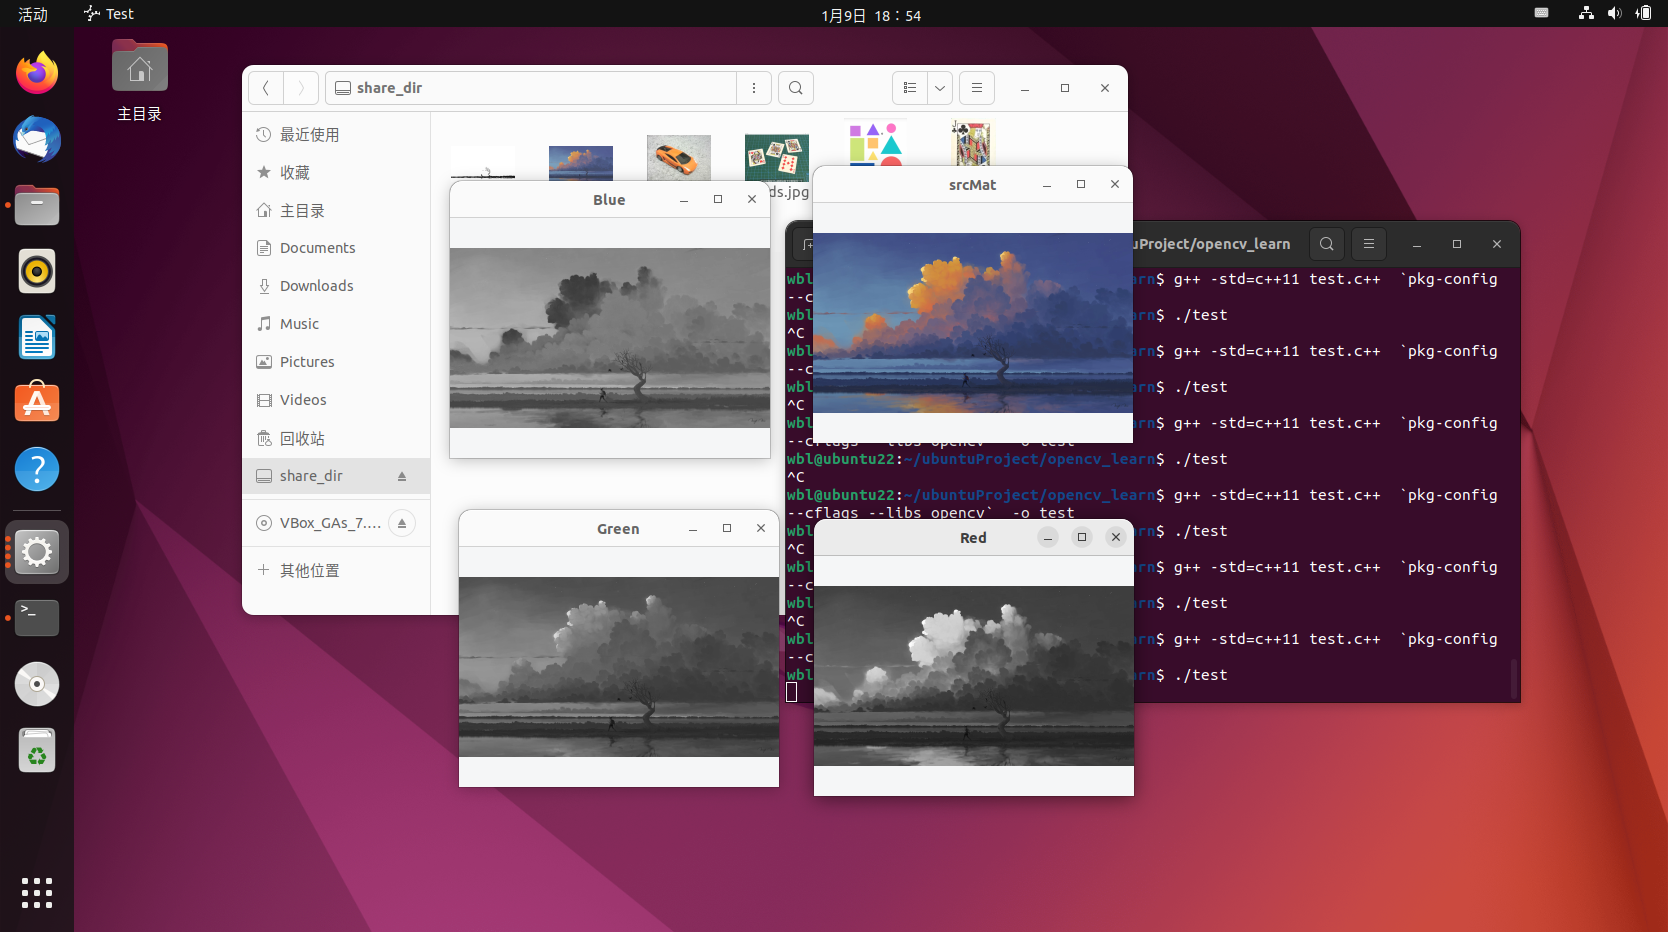 活动
Test
1月9日 18：54
主目录
share_dir
最近使用
收藏
主目录
Documents
Downloads
Music
Pictures
Videos
回收站
share_dir
VBox_GAs_7....
其他位置
ds.jpg
Blue
srcMat
Green
Red
uProject/opencv_learn
wbl rn$ g++ -std=c++11 test.c++ `pkg-config
--c
wbl rn$ ./test
^C
wbl rn$ g++ -std=c++11 test.c++ `pkg-config
--c
wbl rn$ ./test
^C
wbl rn$ g++ -std=c++11 test.c++ `pkg-config
--cflags --libs opencv` -o test
wbl@ubuntu22:~/ubuntuProject/opencv_learn$ ./test
^C
wbl@ubuntu22:~/ubuntuProject/opencv_learn$ g++ -std=c++11 test.c++ `pkg-config
--cflags --libs opencv` -o test
wbl rn$ ./test
^C
wbl rn$ g++ -std=c++11 test.c++ `pkg-config
--c
wbl rn$ ./test
^C
wbl rn$ g++ -std=c++11 test.c++ `pkg-config
--c
wbl rn$ ./test